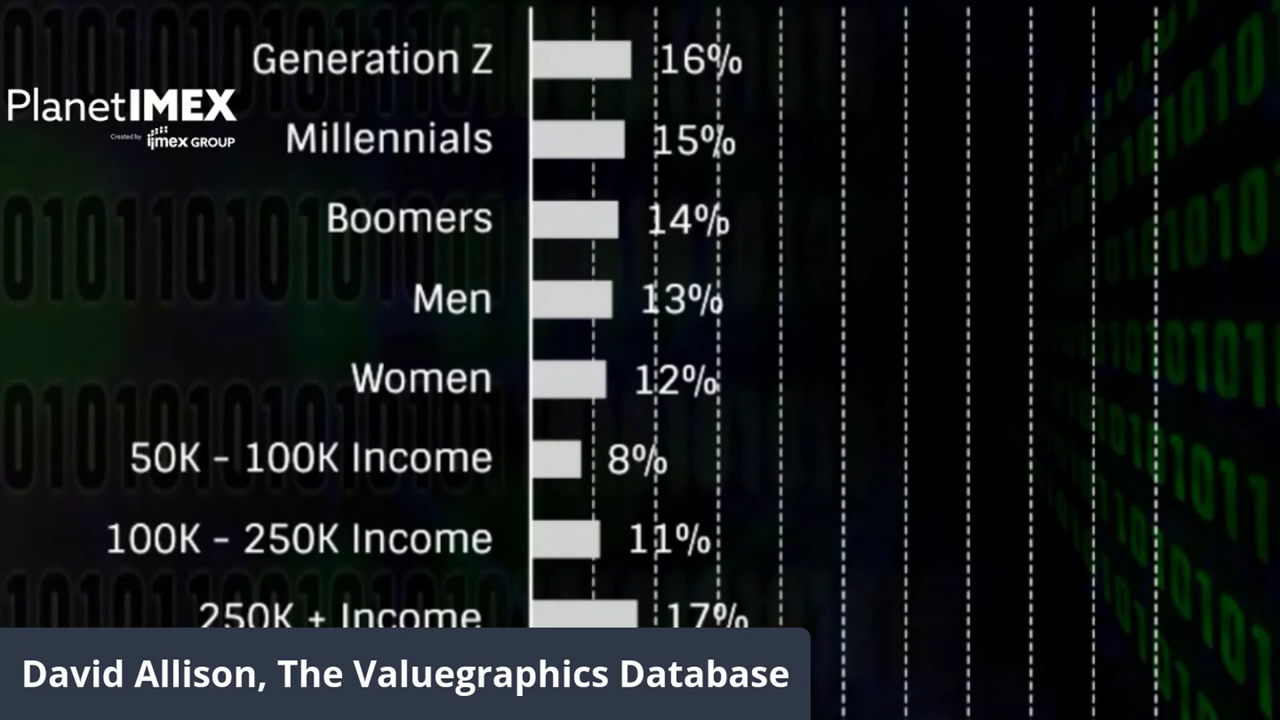 Generation Z 16%
PlanetIMEX
Created by imex GROUP
Millennials 15%
Boomers 14%
Men 13%
Women 12%
50K - 100K Income 8%
100K - 250K Income 11%
250K + Income 17%
David Allison, The Valuegraphics Database